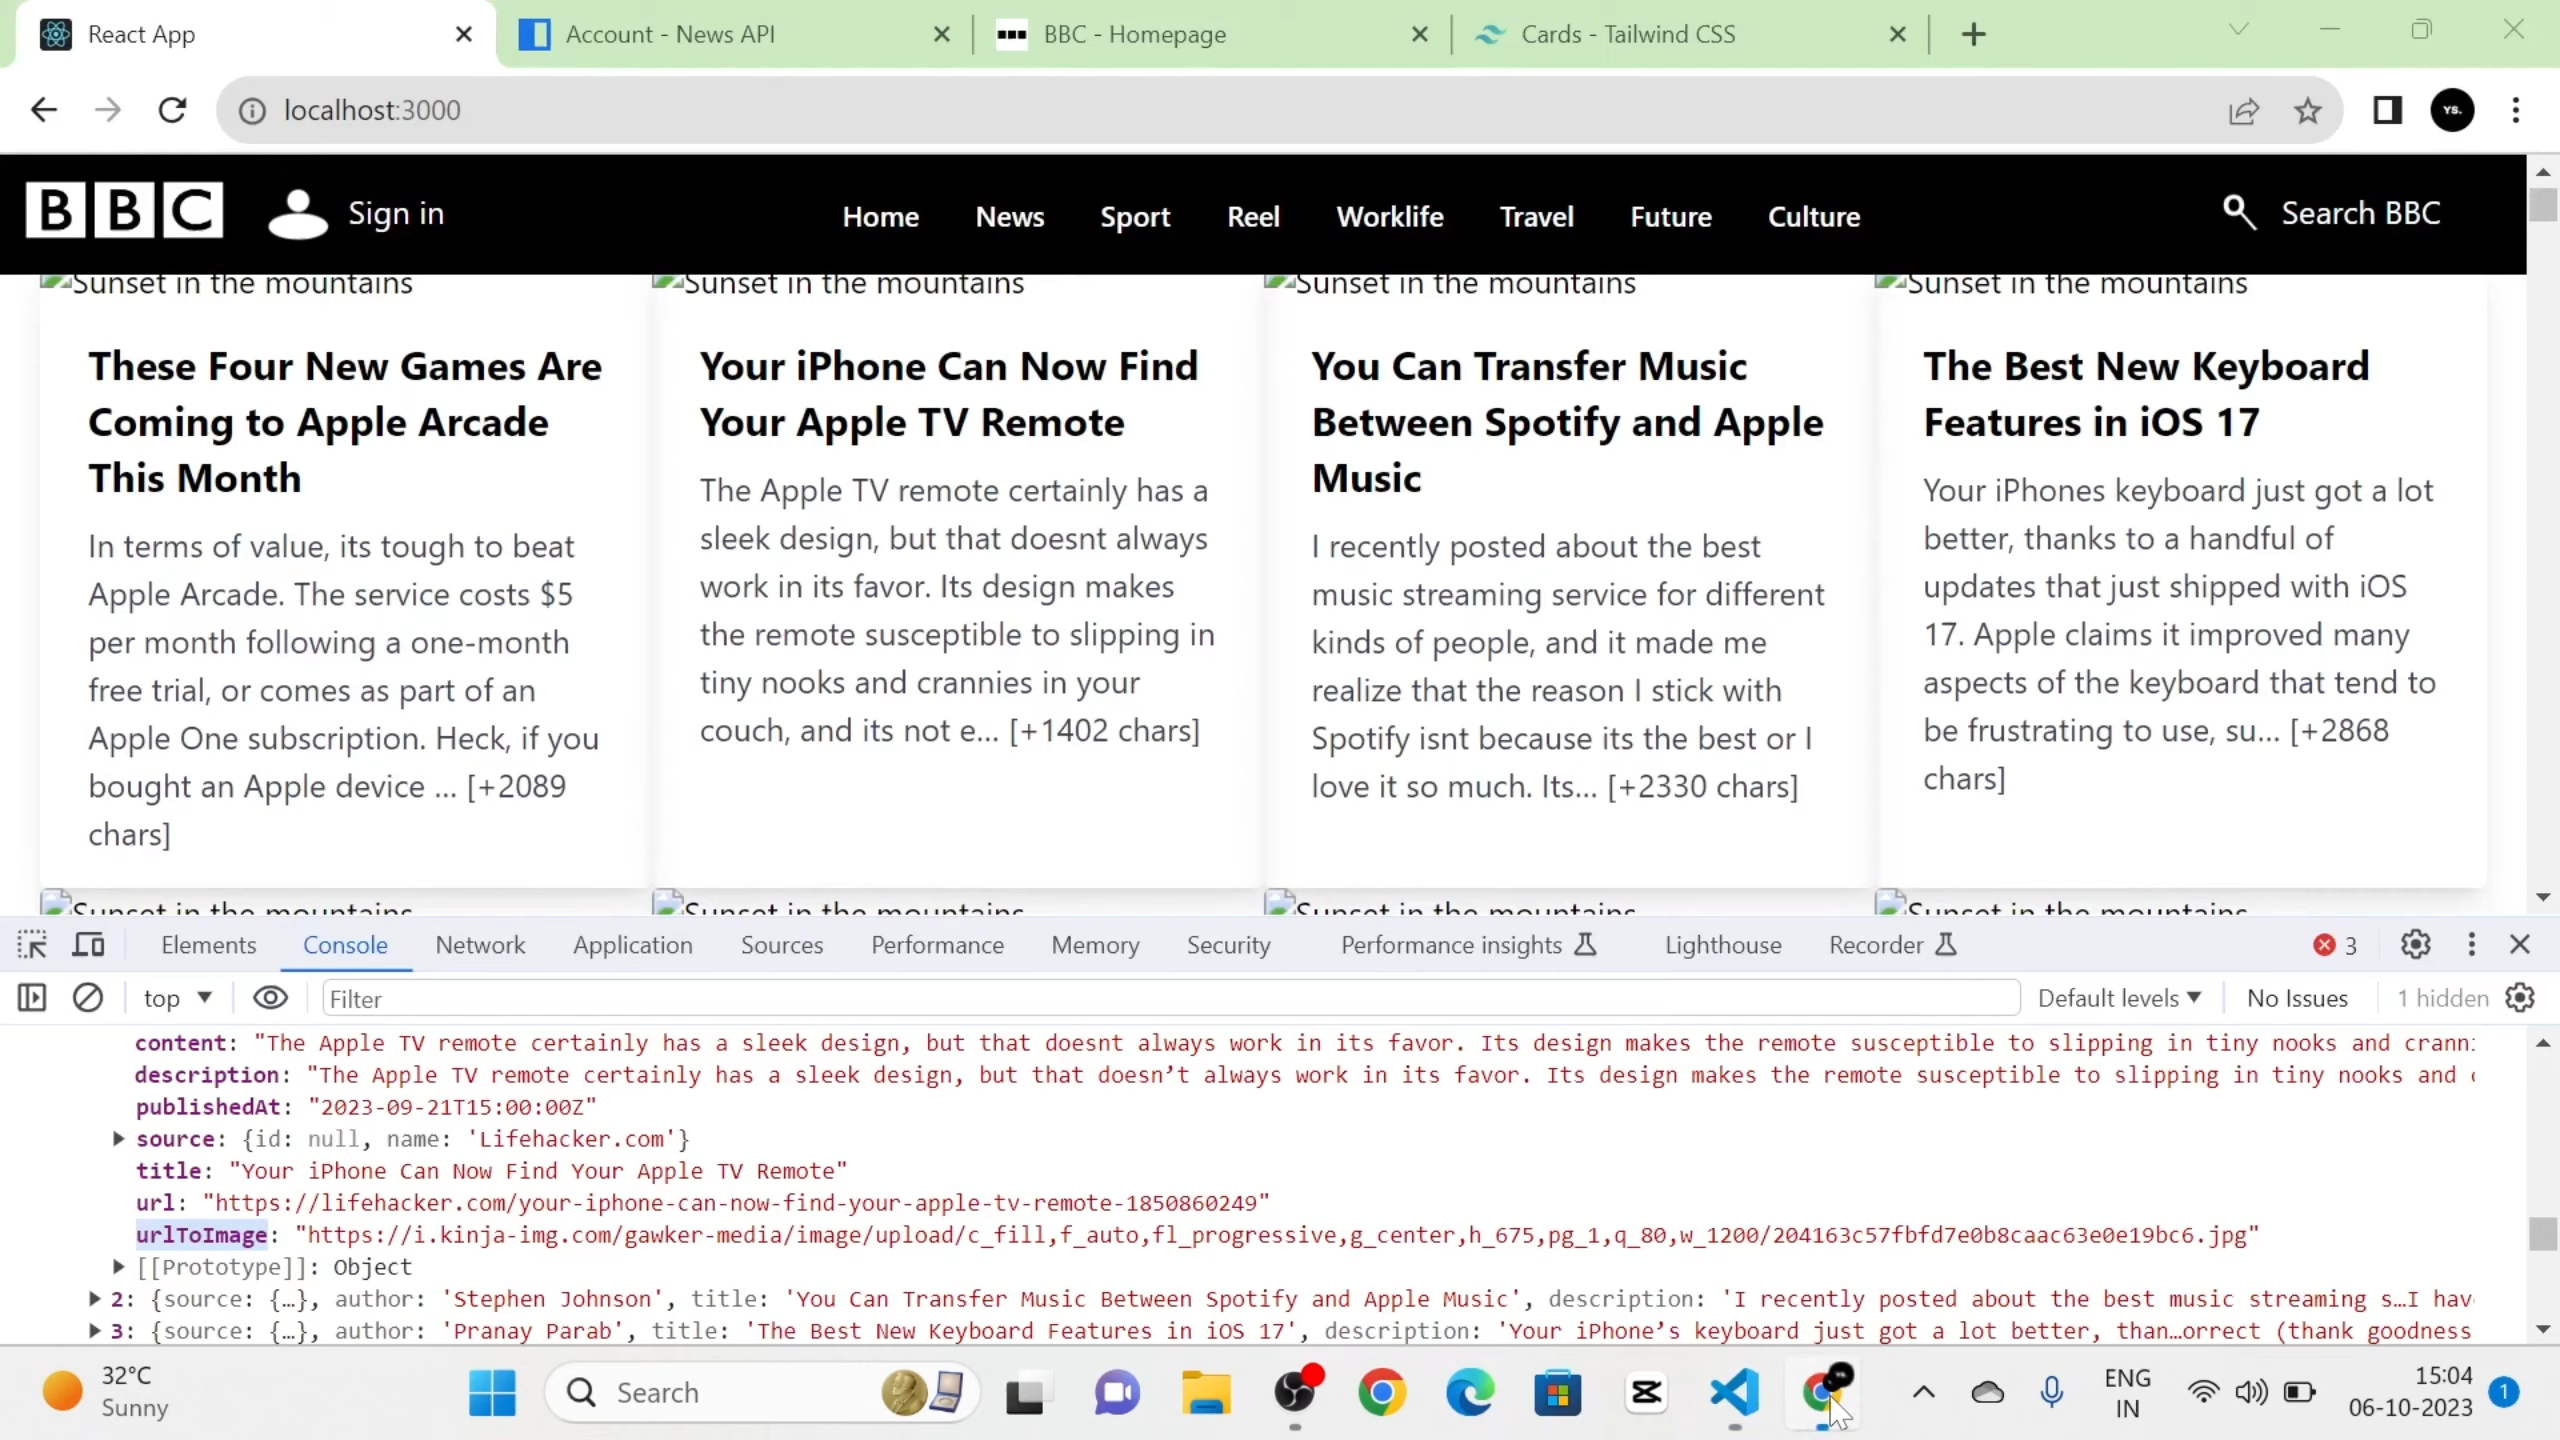 React App
Account - News API
BBC - Homepage
Cards - Tailwind CSS
localhost:3000
YS.
BBC
Sign in
Home News Sport Reel Worklife Travel Future Culture
Search BBC
Sunset in the mountains
Sunset in the mountains
Sunset in the mountains
Sunset in the mountains
These Four New Games Are
Coming to Apple Arcade
This Month
In terms of value, its tough to beat
Apple Arcade. The service costs $5
per month following a one-month
free trial, or comes as part of an
Apple One subscription. Heck, if you
bought an Apple device ... [+2089
chars]
Your iPhone Can Now Find
Your Apple TV Remote
The Apple TV remote certainly has a
sleek design, but that doesnt always
work in its favor. Its design makes
the remote susceptible to slipping in
tiny nooks and crannies in your
couch, and its not e... [+1402 chars]
You Can Transfer Music
Between Spotify and Apple
Music
I recently posted about the best
music streaming service for different
kinds of people, and it made me
realize that the reason I stick with
Spotify isnt because its the best or I
love it so much. Its... [+2330 chars]
The Best New Keyboard
Features in iOS 17
Your iPhones keyboard just got a lot
better, thanks to a handful of
updates that just shipped with iOS
17. Apple claims it improved many
aspects of the keyboard that tend to
be frustrating to use, su... [+2868
chars]
Sunset in the mountains
Sunset in the mountains
Sunset in the mountains
Sunset in the mountains
Elements Console Network Application Sources Performance Memory Security Performance insights Lighthouse Recorder 3
top Filter Default levels No Issues 1 hidden
content: "The Apple TV remote certainly has a sleek design, but that doesnt always work in its favor. Its design makes the remote susceptible to slipping in tiny nooks and cranni
description: "The Apple TV remote certainly has a sleek design, but that doesn’t always work in its favor. Its design makes the remote susceptible to slipping in tiny nooks and
publishedAt: "2023-09-21T15:00:00Z"
source: {id: null, name: 'Lifehacker.com'}
title: "Your iPhone Can Now Find Your Apple TV Remote"
url: "https://lifehacker.com/your-iphone-can-now-find-your-apple-tv-remote-1850860249"
urlToImage: "https://i.kinja-img.com/gawker-media/image/upload/c_fill,f_auto,fl_progressive,g_center,h_675,pg_1,q_80,w_1200/204163c57fbfd7e0b8caac63e0e19bc6.jpg"
[[Prototype]]: Object
2: {source: {…}, author: 'Stephen Johnson', title: 'You Can Transfer Music Between Spotify and Apple Music', description: 'I recently posted about the best music streaming s…I hav
3: {source: {…}, author: 'Pranay Parab', title: 'The Best New Keyboard Features in iOS 17', description: 'Your iPhone’s keyboard just got a lot better, than…orrect (thank goodness
32°C
Sunny
Search
ENG
IN
15:04
06-10-2023
1